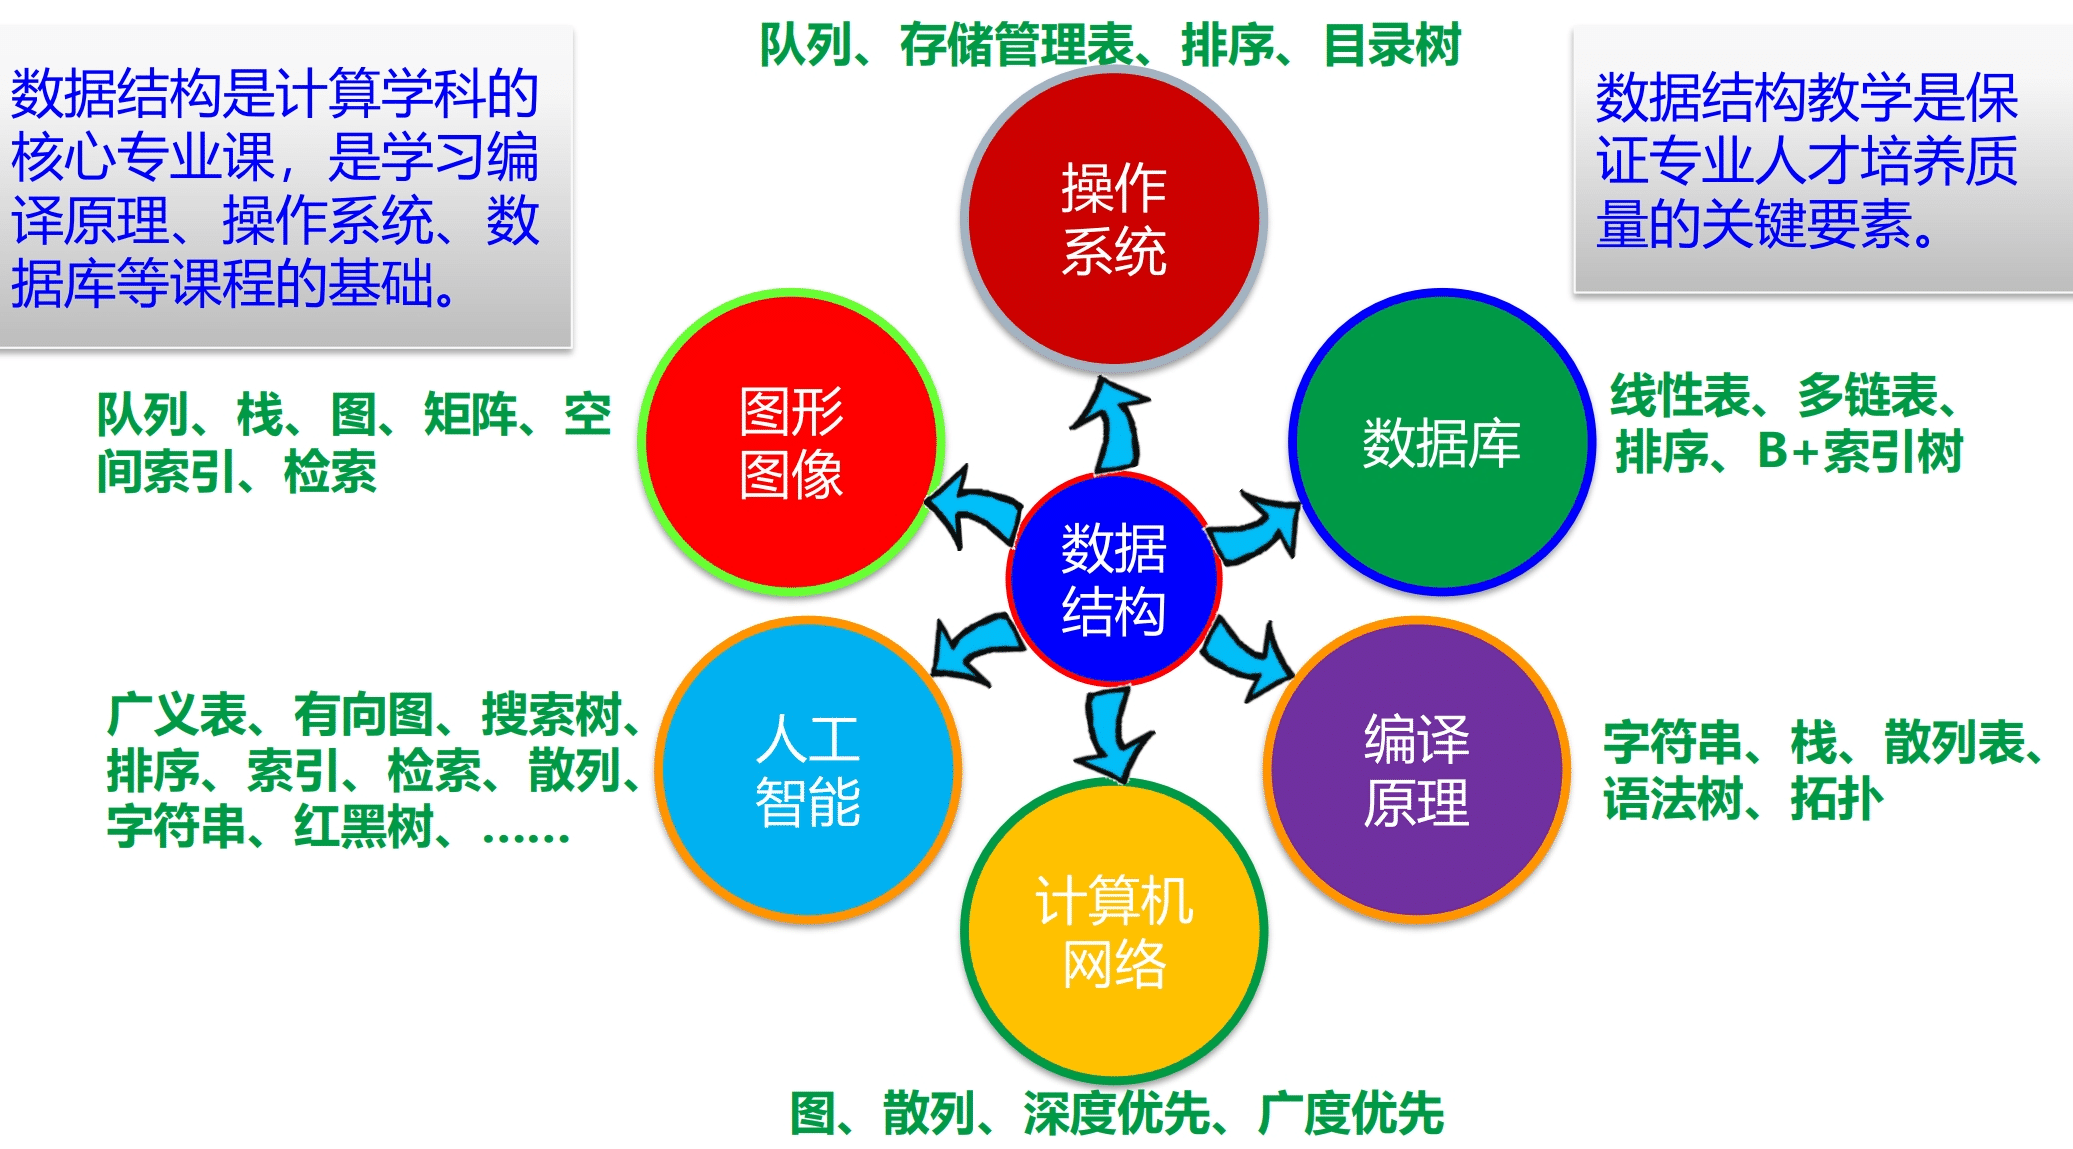 队列、存储管理表、排序、目录树
数据结构是计算学科的
核心专业课，是学习编
译原理、操作系统、数
据库等课程的基础。
数据结构教学是保
证专业人才培养质
量的关键要素。
操作
系统
图形
图像
数据库
队列、栈、图、矩阵、空
间索引、检索
线性表、多链表、
排序、B+索引树
数据
结构
广义表、有向图、搜索树、
排序、索引、检索、散列、
字符串、红黑树、……
人工
智能
编译
原理
字符串、栈、散列表、
语法树、拓扑
计算机
网络
图、散列、深度优先、广度优先